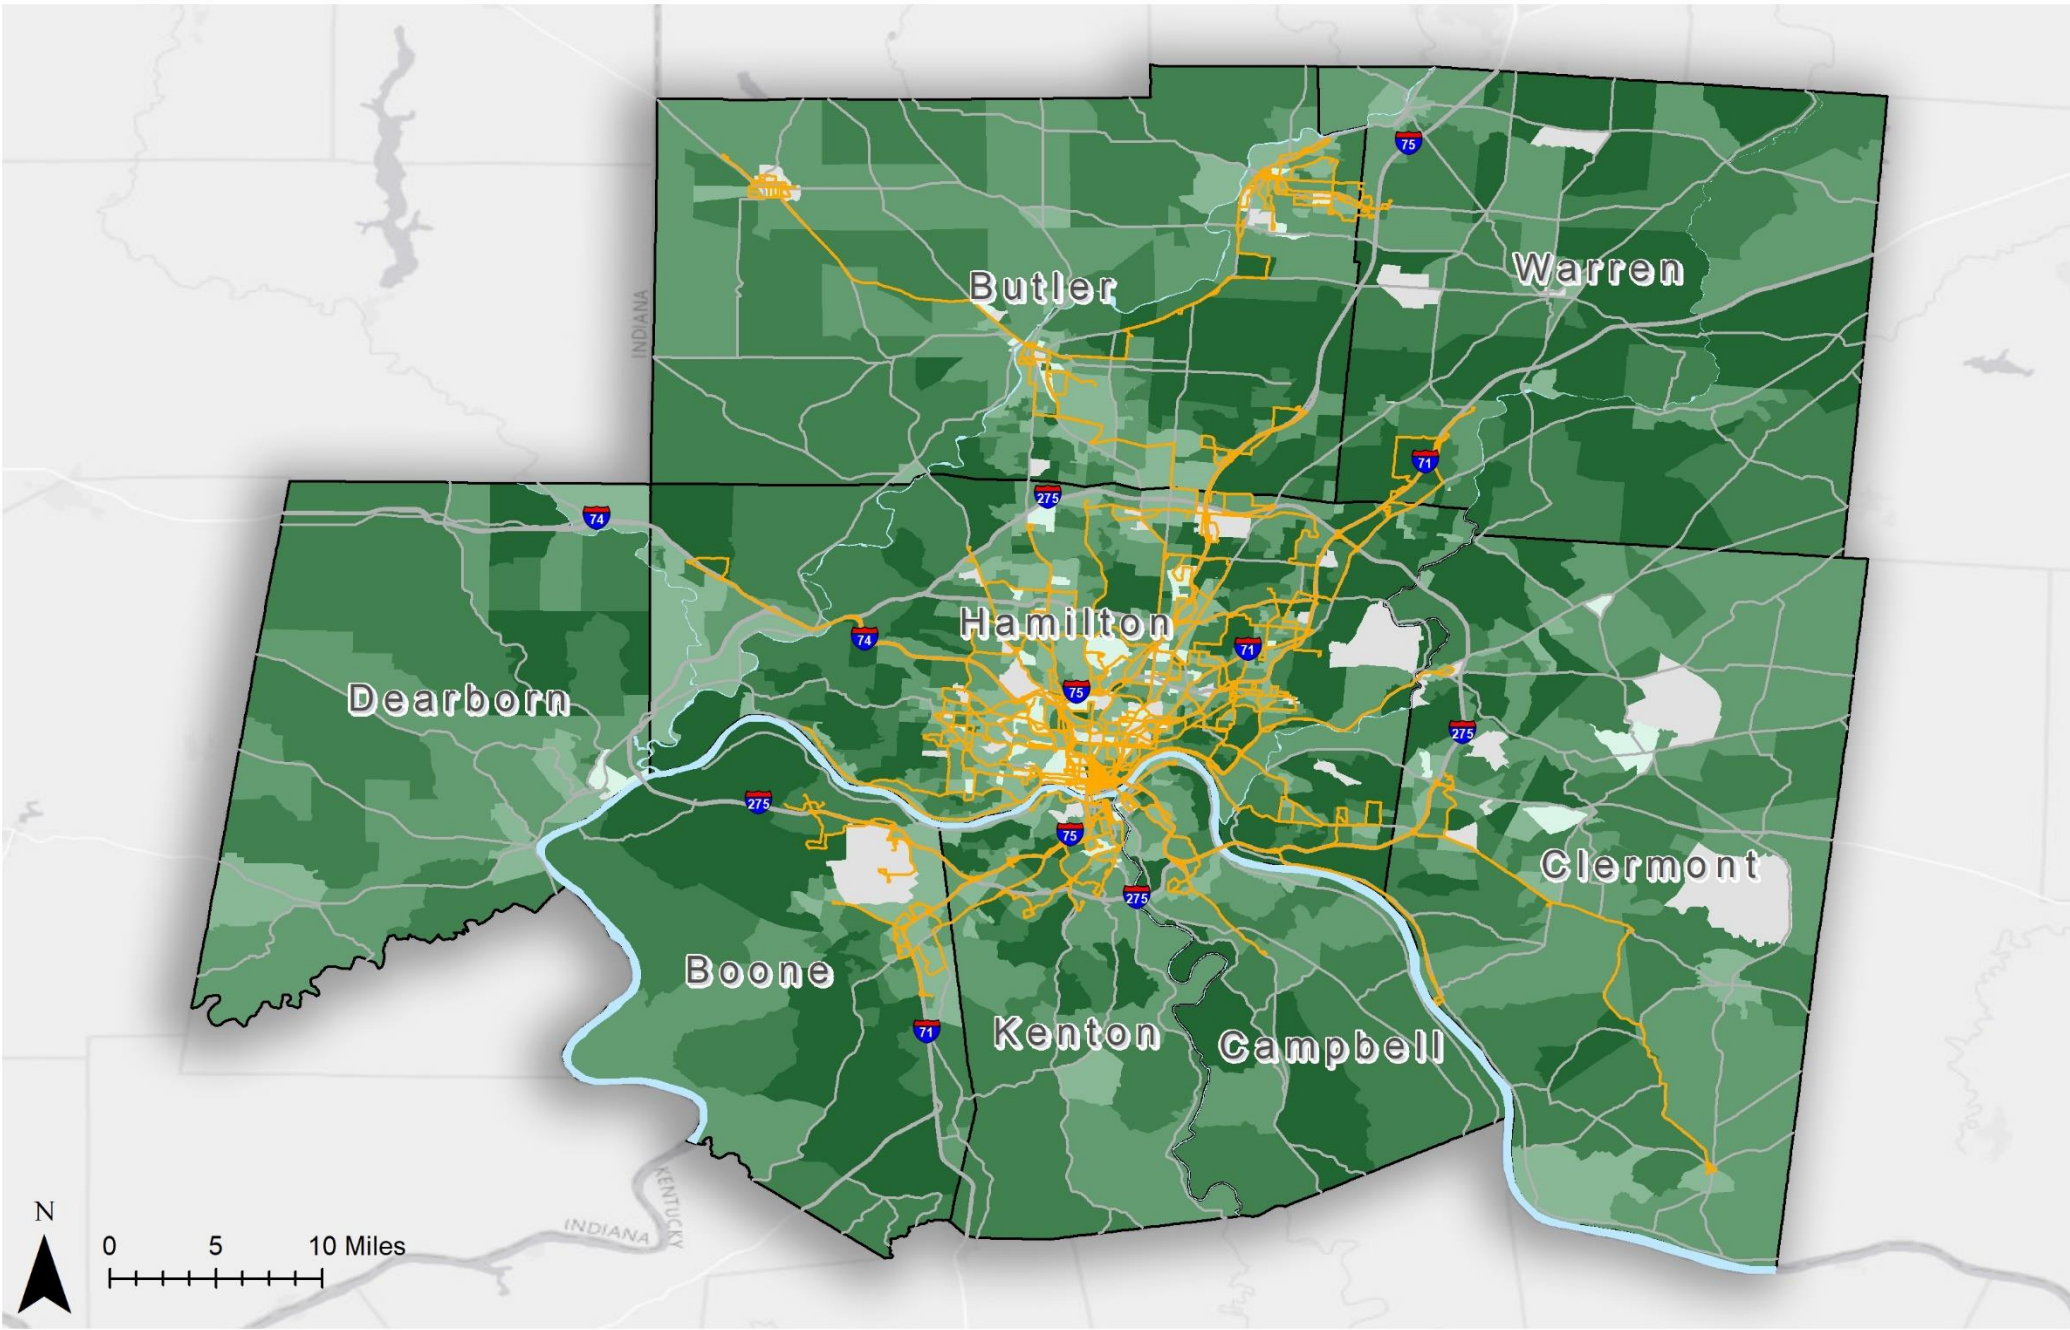 75
Butler
Warren
INDIANA
71
275
74
Hamilton
74
71
75
Dearborn
275
275
75
Clermont
275
Boone
71
Kenton
Campbell
KENTUCKY
INDIANA
N
0 5 10 Miles